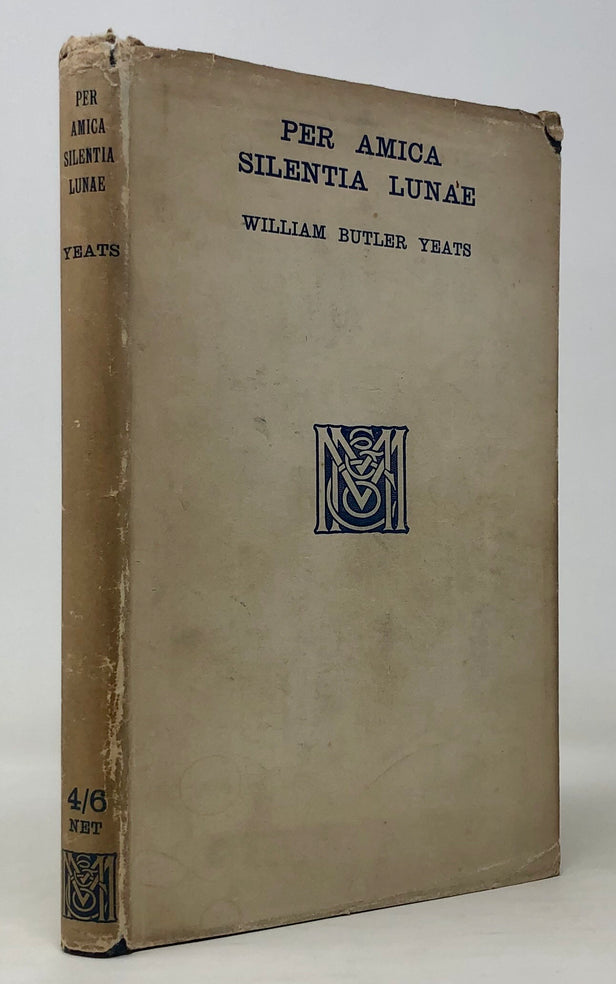 PER AMICA
SILENTIA LUNAE
WILLIAM BUTLER YEATS
PER
AMICA
SILENTIA
LUNAE
YEATS
4/6
NET